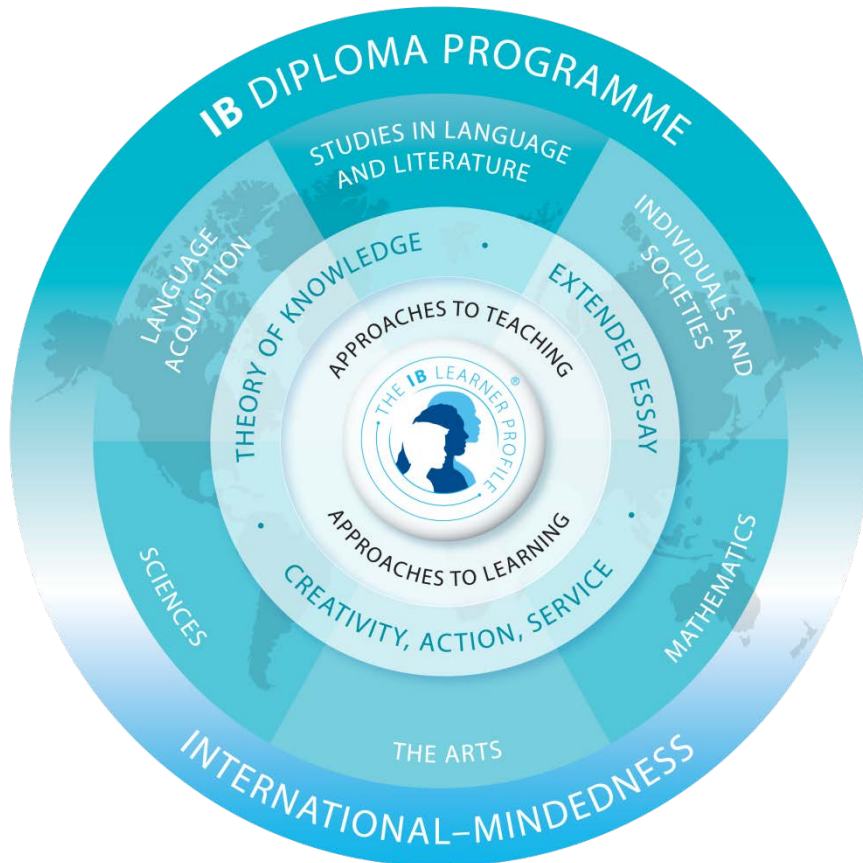 IB DIPLOMA PROGRAMME
STUDIES IN LANGUAGE
AND LITERATURE
INDIVIDUALS AND
SOCIETIES
MATHEMATICS
THE ARTS
SCIENCES
LANGUAGE
ACQUISITION
THEORY OF KNOWLEDGE
·
EXTENDED ESSAY
·
CREATIVITY, ACTION, SERVICE
·
APPROACHES TO TEACHING
APPROACHES TO LEARNING
THE IB LEARNER PROFILE
®
INTERNATIONAL–MINDEDNESS